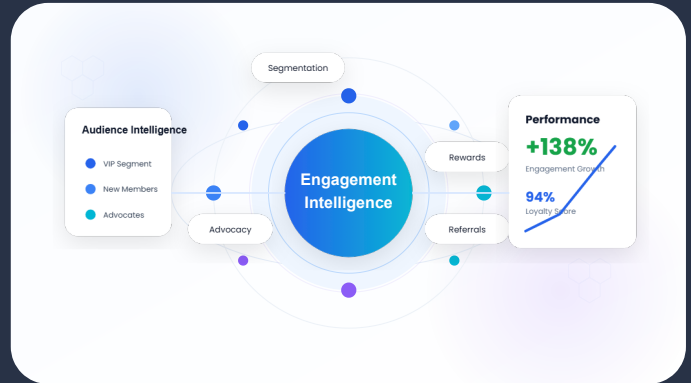 Segmentation
Audience Intelligence
VIP Segment
New Members
Advocates
Engagement
Intelligence
Advocacy
Rewards
Referrals
Performance
+138%
Engagement Growth
94%
Loyalty Score